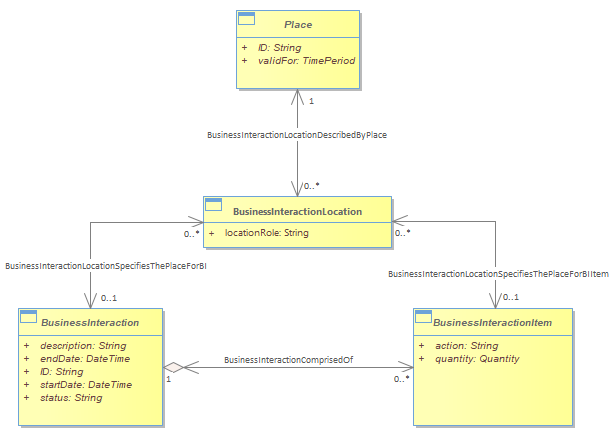 Place
+ ID: String
+ validFor: TimePeriod
1
BusinessInteractionLocationDescribedByPlace
0..*
BusinessInteractionLocation
+ locationRole: String
0..*
0..*
BusinessInteractionLocationSpecifiesThePlaceForBI
BusinessInteractionLocationSpecifiesThePlaceForBIItem
0..1
0..1
BusinessInteraction
+ description: String
+ endDate: DateTime
+ ID: String
+ startDate: DateTime
+ status: String
BusinessInteractionComprisedOf
1
0..*
BusinessInteractionItem
+ action: String
+ quantity: Quantity